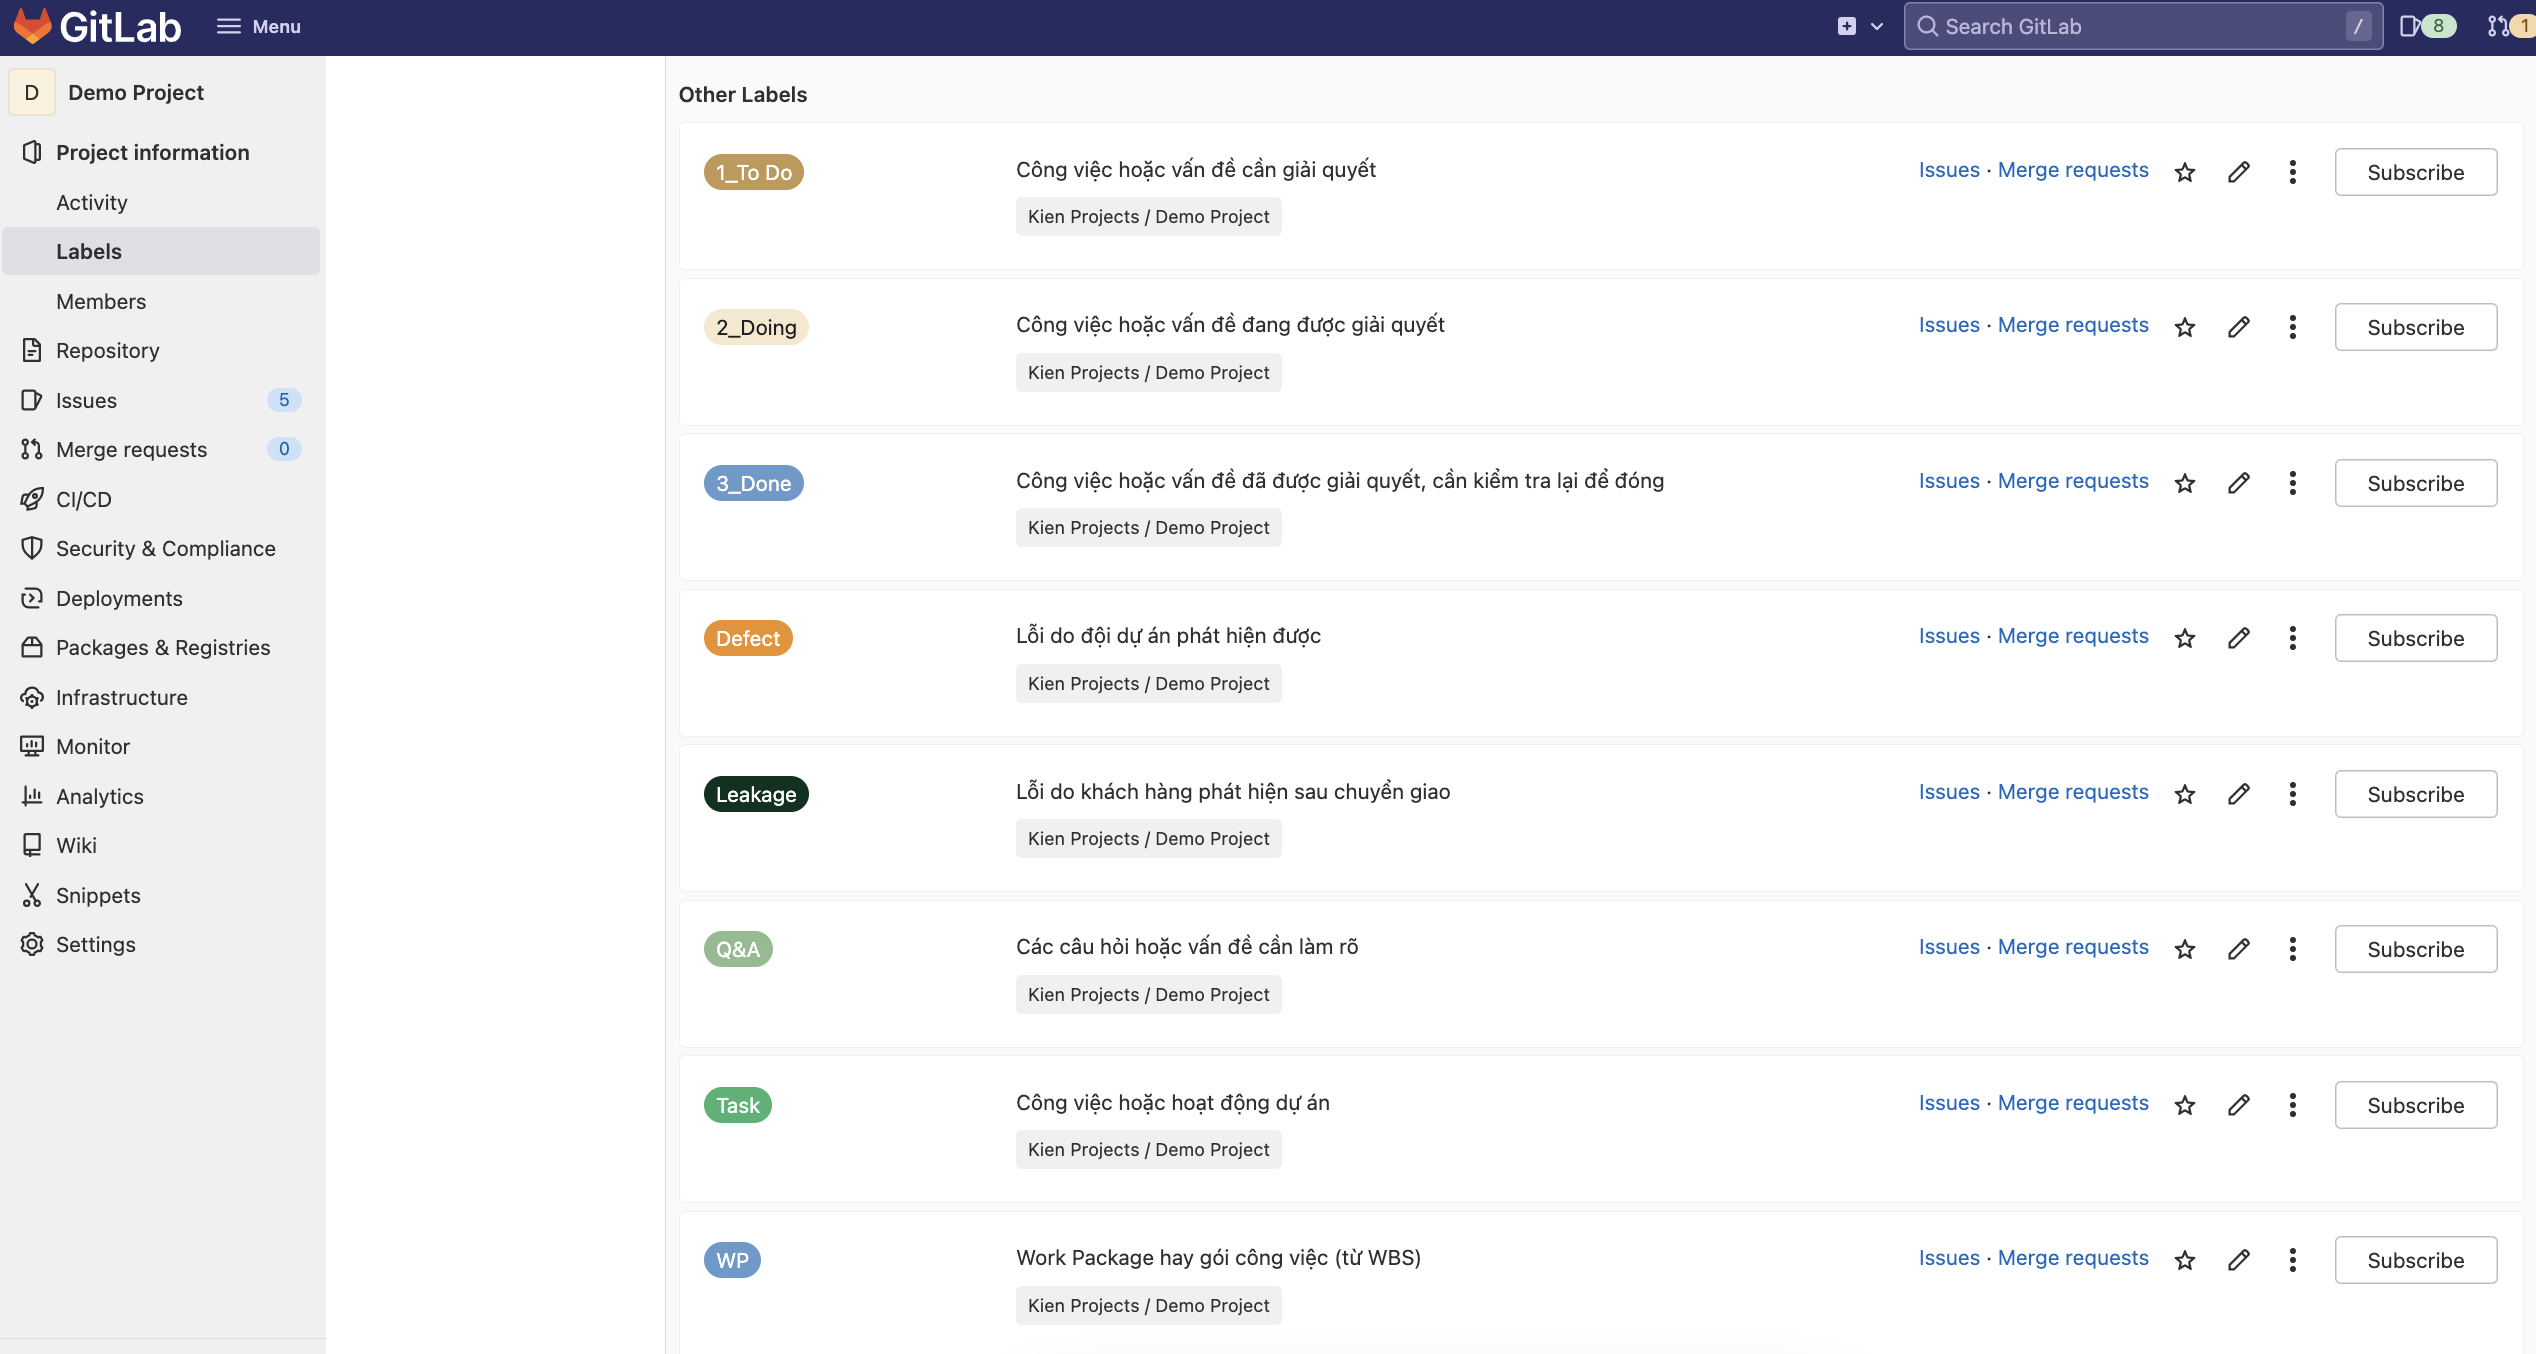 GitLab
Menu
Search GitLab
/
8
1
D
Demo Project
Project information
Activity
Labels
Members
Repository
Issues
5
Merge requests
0
CI/CD
Security & Compliance
Deployments
Packages & Registries
Infrastructure
Monitor
Analytics
Wiki
Snippets
Settings
Other Labels
1_To Do
Công việc hoặc vấn đề cần giải quyết
Kien Projects / Demo Project
Issues · Merge requests
Subscribe
2_Doing
Công việc hoặc vấn đề đang được giải quyết
Kien Projects / Demo Project
Issues · Merge requests
Subscribe
3_Done
Công việc hoặc vấn đề đã được giải quyết, cần kiểm tra lại để đóng
Kien Projects / Demo Project
Issues · Merge requests
Subscribe
Defect
Lỗi do đội dự án phát hiện được
Kien Projects / Demo Project
Issues · Merge requests
Subscribe
Leakage
Lỗi do khách hàng phát hiện sau chuyển giao
Kien Projects / Demo Project
Issues · Merge requests
Subscribe
Q&A
Các câu hỏi hoặc vấn đề cần làm rõ
Kien Projects / Demo Project
Issues · Merge requests
Subscribe
Task
Công việc hoặc hoạt động dự án
Kien Projects / Demo Project
Issues · Merge requests
Subscribe
WP
Work Package hay gói công việc (từ WBS)
Kien Projects / Demo Project
Issues · Merge requests
Subscribe